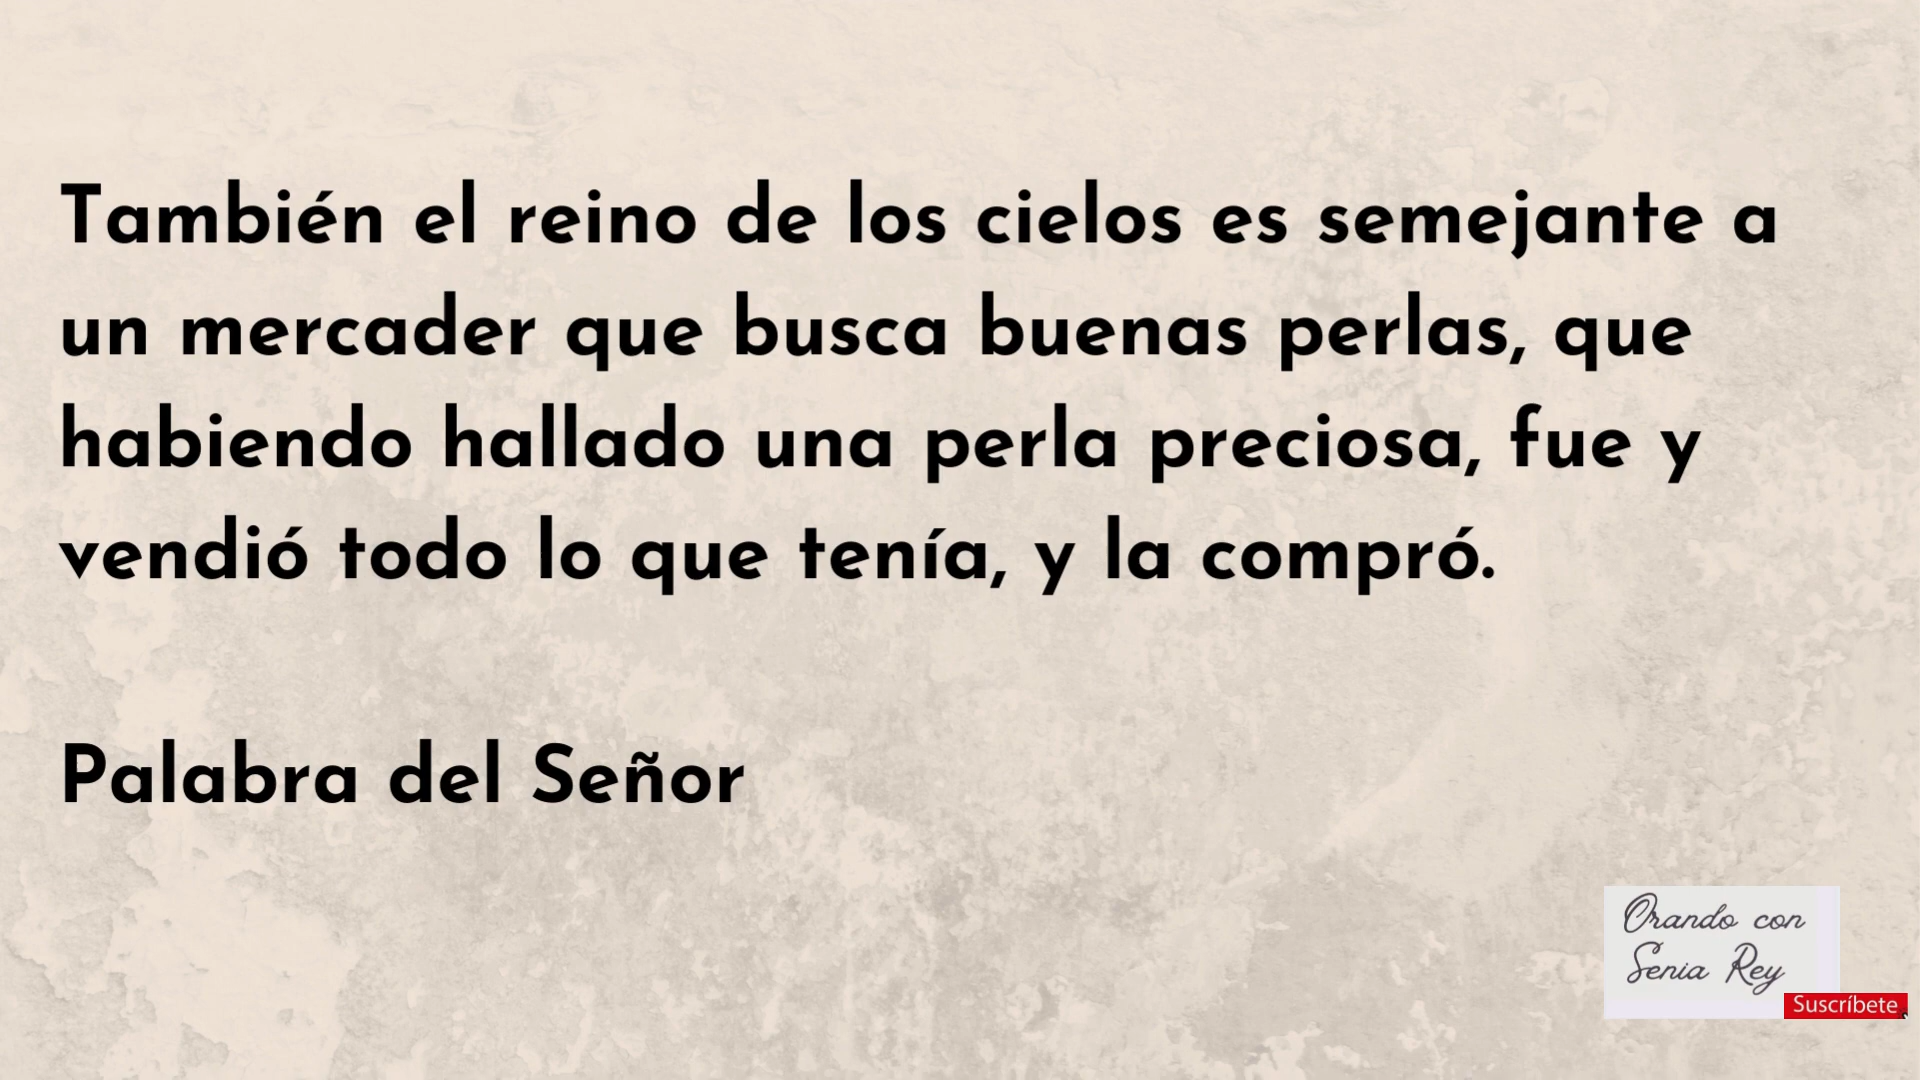 También el reino de los cielos es semejante a
un mercader que busca buenas perlas, que
habiendo hallado una perla preciosa, fue y
vendió todo lo que tenía, y la compró.
Palabra del Señor
Orando con
Senia Rey
Suscríbete